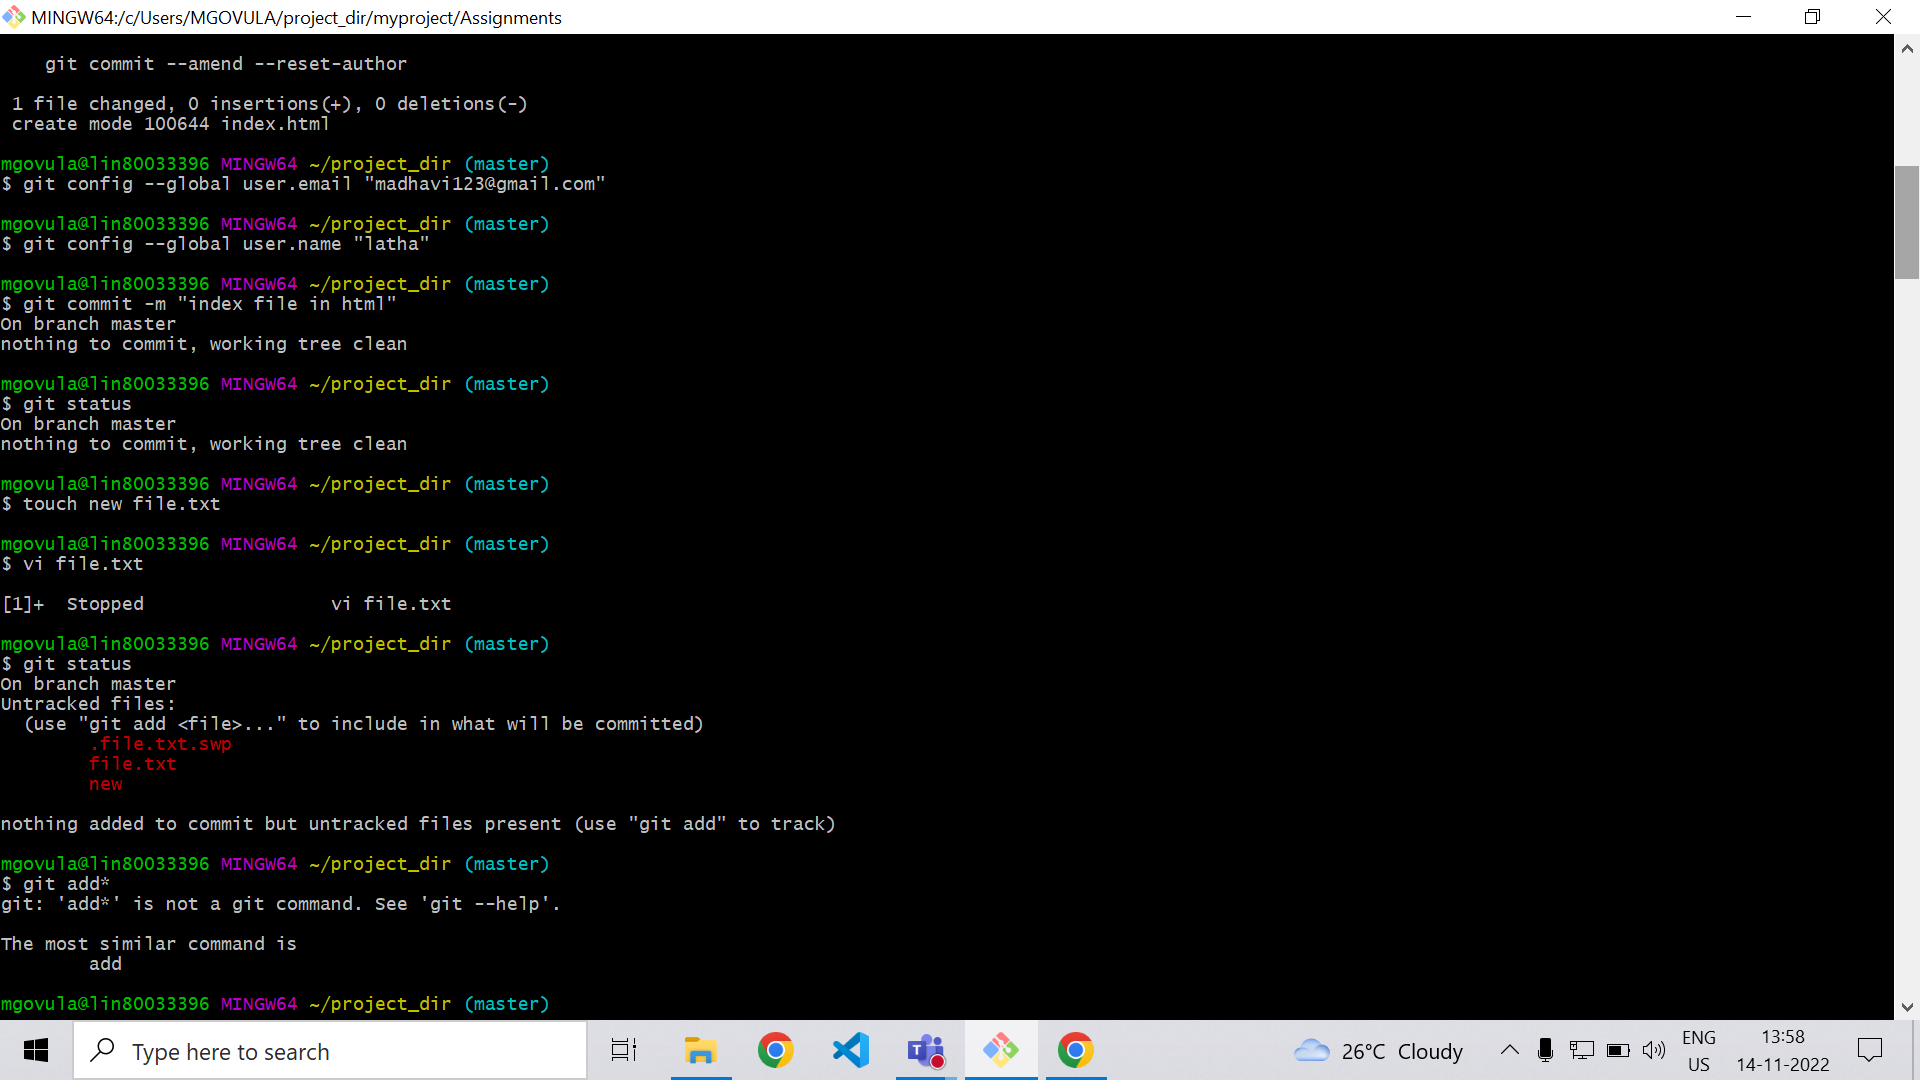 MINGW64:/c/Users/MGOVULA/project_dir/myproject/Assignments
git commit --amend --reset-author
1 file changed, 0 insertions(+), 0 deletions(-)
create mode 100644 index.html
mgovula@lin80033396 MINGW64 ~/project_dir (master)
$ git config --global user.email "madhavi123@gmail.com"
mgovula@lin80033396 MINGW64 ~/project_dir (master)
$ git config --global user.name "latha"
mgovula@lin80033396 MINGW64 ~/project_dir (master)
$ git commit -m "index file in html"
On branch master
nothing to commit, working tree clean
mgovula@lin80033396 MINGW64 ~/project_dir (master)
$ git status
On branch master
nothing to commit, working tree clean
mgovula@lin80033396 MINGW64 ~/project_dir (master)
$ touch new file.txt
mgovula@lin80033396 MINGW64 ~/project_dir (master)
$ vi file.txt
[1]+  Stopped                 vi file.txt
mgovula@lin80033396 MINGW64 ~/project_dir (master)
$ git status
On branch master
Untracked files:
(use "git add <file>..." to include in what will be committed)
.file.txt.swp
file.txt
new
nothing added to commit but untracked files present (use "git add" to track)
mgovula@lin80033396 MINGW64 ~/project_dir (master)
$ git add*
git: 'add*' is not a git command. See 'git --help'.
The most similar command is
add
mgovula@lin80033396 MINGW64 ~/project_dir (master)
Type here to search
26°C Cloudy
ENG
US
13:58
14-11-2022